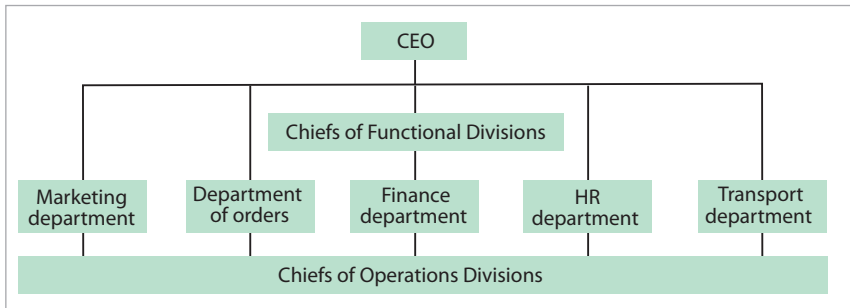 CEO
Chiefs of Functional Divisions
Marketing
department
Department
of orders
Finance
department
HR
department
Transport
department
Chiefs of Operations Divisions